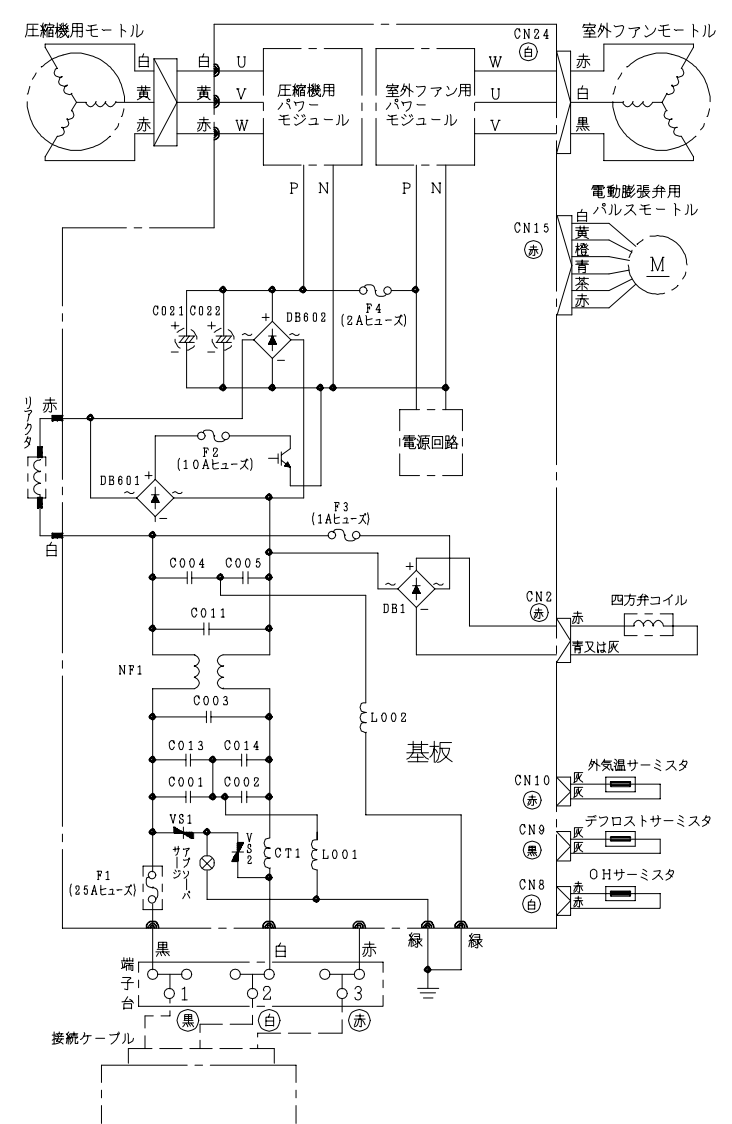 圧縮機用モートル
CN24
白
室外ファンモートル
白 白 U
黄 黄 V
赤 赤 W
圧縮機用
パワー
モジュール
室外ファン用
パワー
モジュール
W 赤
U 白
V 黒
P N
P N
電動膨張弁用
パルスモートル
CN15
赤
白
黄
橙
青
茶
赤
M
C021 C022
+
-
+
-
DB602
+
-
~
~
F4
(2Aヒューズ)
リアクタ
赤
白
電源回路
F2
(10Aヒューズ)
DB601
+
-
~
~
F3
(1Aヒューズ)
C004 C005
DB1
+
-
~
~
CN2
赤
赤
青又は灰
四方弁コイル
C011
NF1
C003
L002
基板
C013 C014
C001 C002
CN10
赤
灰
灰
外気温サーミスタ
VS1
VS2
サージ
アブソーバ
CT1
L001
CN9
黒
灰
灰
デフロストサーミスタ
F1
(25Aヒューズ)
CN8
白
赤
赤
OHサーミスタ
黒
白
赤
緑
緑
端子台
1
2
3
黒
白
赤
接続ケーブル